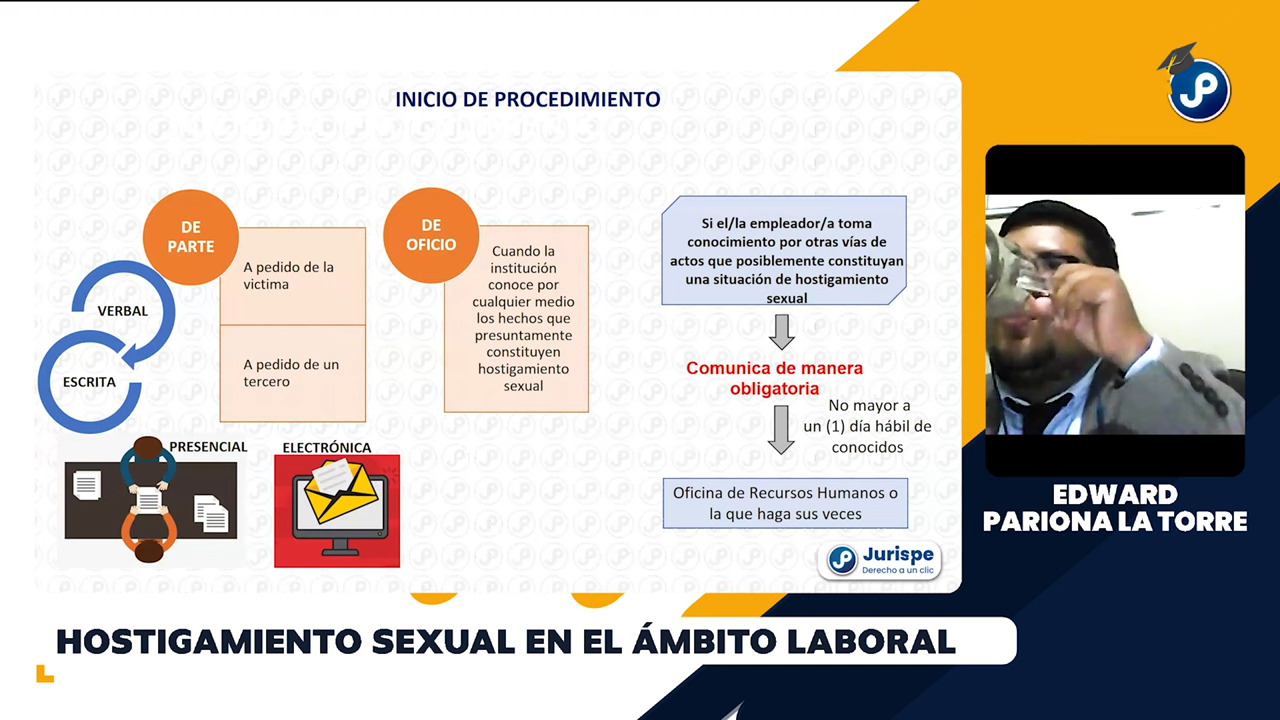 INICIO DE PROCEDIMIENTO
DE
PARTE
A pedido de la
victima
A pedido de un
tercero
VERBAL
ESCRITA
PRESENCIAL
ELECTRÓNICA
DE
OFICIO
Cuando la
institución
conoce por
cualquier medio
los hechos que
presuntamente
constituyen
hostigamiento
sexual
Si el/la empleador/a toma
conocimiento por otras vías de
actos que posiblemente constituyan
una situación de hostigamiento
sexual
Comunica de manera
obligatoria
No mayor a
un (1) día hábil de
conocidos
Oficina de Recursos Humanos o
la que haga sus veces
Jurispe
Derecho a un clic
JP
EDWARD
PARIONA LA TORRE
HOSTIGAMIENTO SEXUAL EN EL ÁMBITO LABORAL